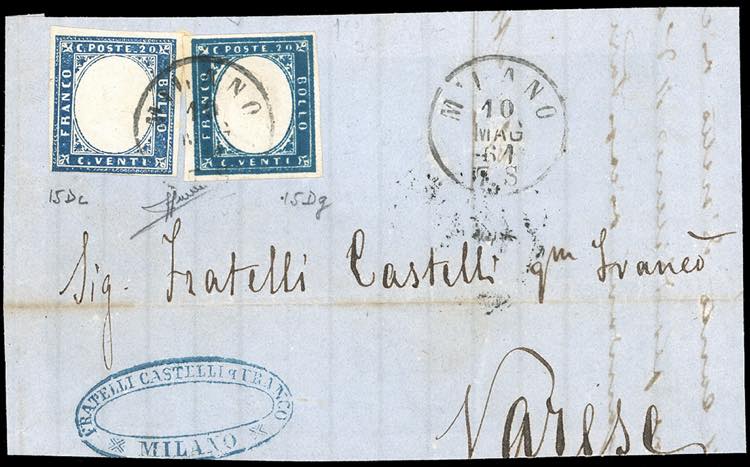 C. POSTE. 20
FRANCO
BOLLO
C. VENTI
C. POSTE. 20
FRANCO
BOLLO
C. VENTI
MILANO
10
MILANO
10
MAG
61
15Dc
15Dg
Sig. Fratelli Castelli qm Franco
FRATELLI CASTELLI q FRANCO
MILANO
Varese